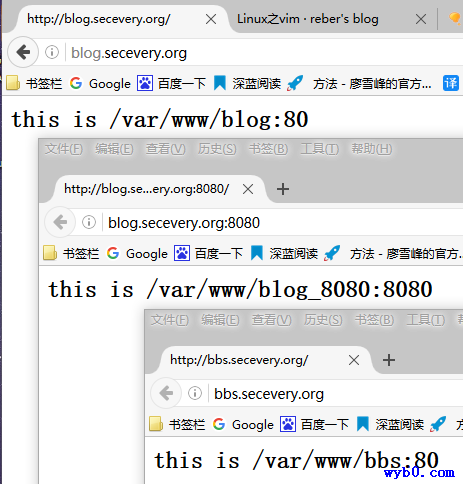 http://blog.secevery.org/
Linux之vim · reber's blog
blog.secevery.org
书签栏 Google 百度一下 深蓝阅读 方法 - 廖雪峰的官方... 译
this is /var/www/blog:80
文件(F) 编辑(E) 查看(V) 历史(S) 书签(B) 工具(T) 帮助(H)
http://blog.se...ery.org:8080/
blog.secevery.org:8080
书签栏 Google 百度一下 深蓝阅读 方法 - 廖雪峰的官方
this is /var/www/blog_8080:8080
文件(F) 编辑(E) 查看(V) 历史(S) 书签(B) 工具(T)
http://bbs.secevery.org/
bbs.secevery.org
书签栏 Google 百度一下 深蓝阅读 方法
this is /var/www/bbs:80
wyb0.com